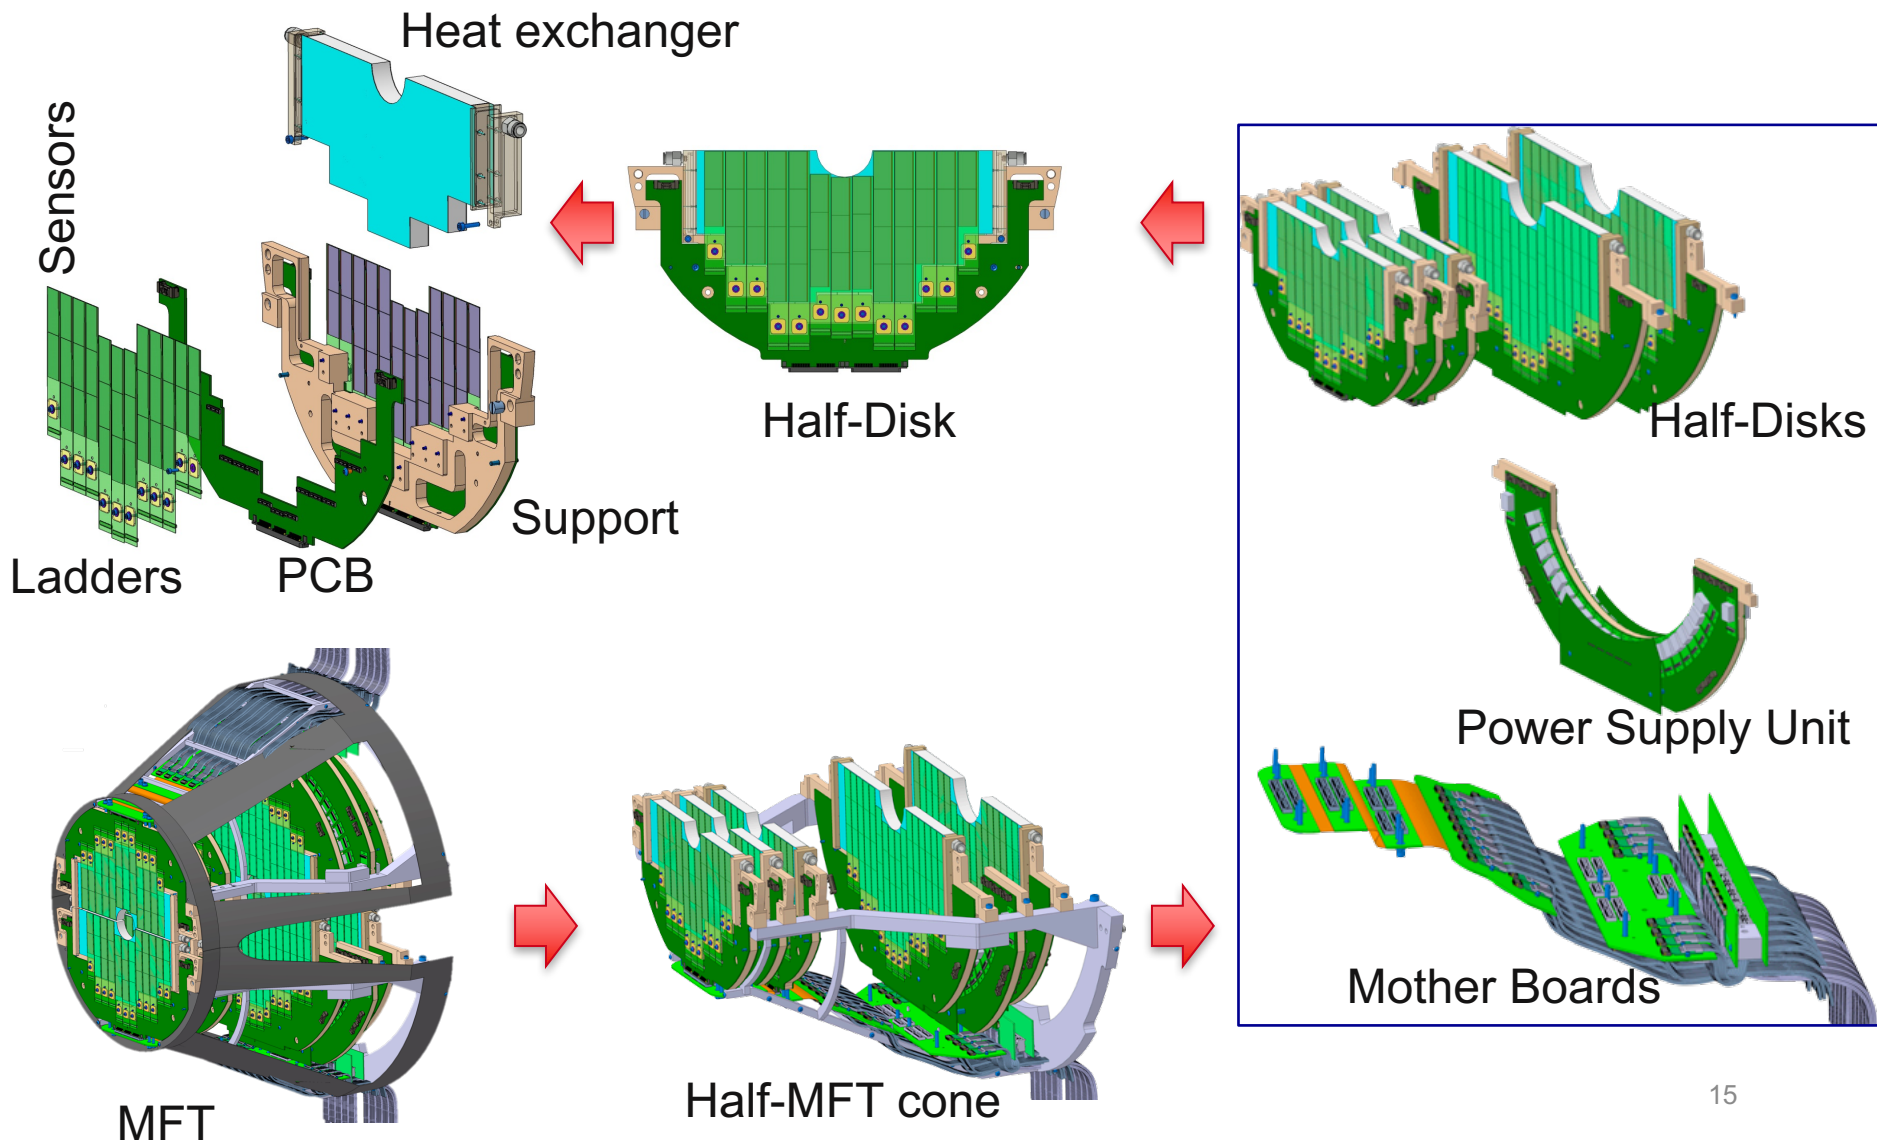 Heat exchanger
Sensors
Half-Disk
Half-Disks
Support
Ladders
PCB
Power Supply Unit
Mother Boards
Half-MFT cone
MFT
15